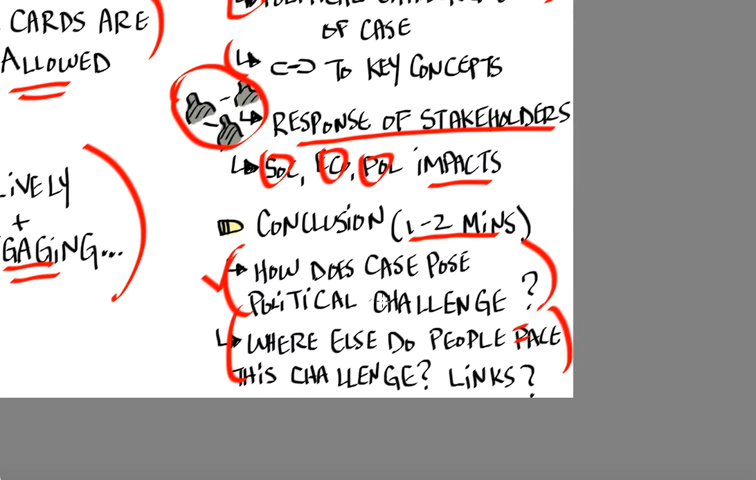 CARDS ARE
ALLOWED
LIVELY
+
GAGING...
OF CASE
TO KEY CONCEPTS
RESPONSE OF STAKEHOLDERS
SOC, ECO, POL IMPACTS
CONCLUSION (1-2 MINS)
HOW DOES CASE POSE
POLITICAL CHALLENGE ?
WHERE ELSE DO PEOPLE FACE
THIS CHALLENGE? LINKS?